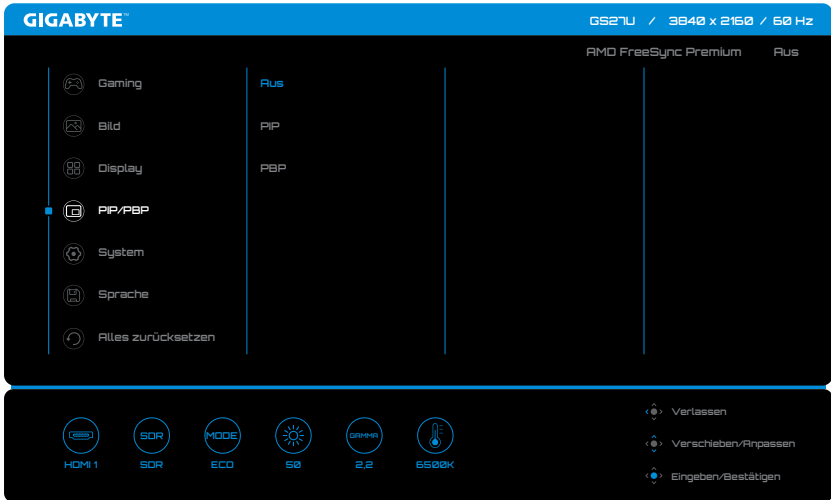 GIGABYTE™ GS27U / 3840 x 2160 / 60 Hz
AMD FreeSync Premium Aus
Gaming Aus
Bild PIP
Display PBP
PIP/PBP
System
Sprache
Alles zurücksetzen
Verlassen
SDR MODE GAMMA
Verschieben/Anpassen
HDMI 1 SDR ECO 50 2,2 6500K
Eingeben/Bestätigen